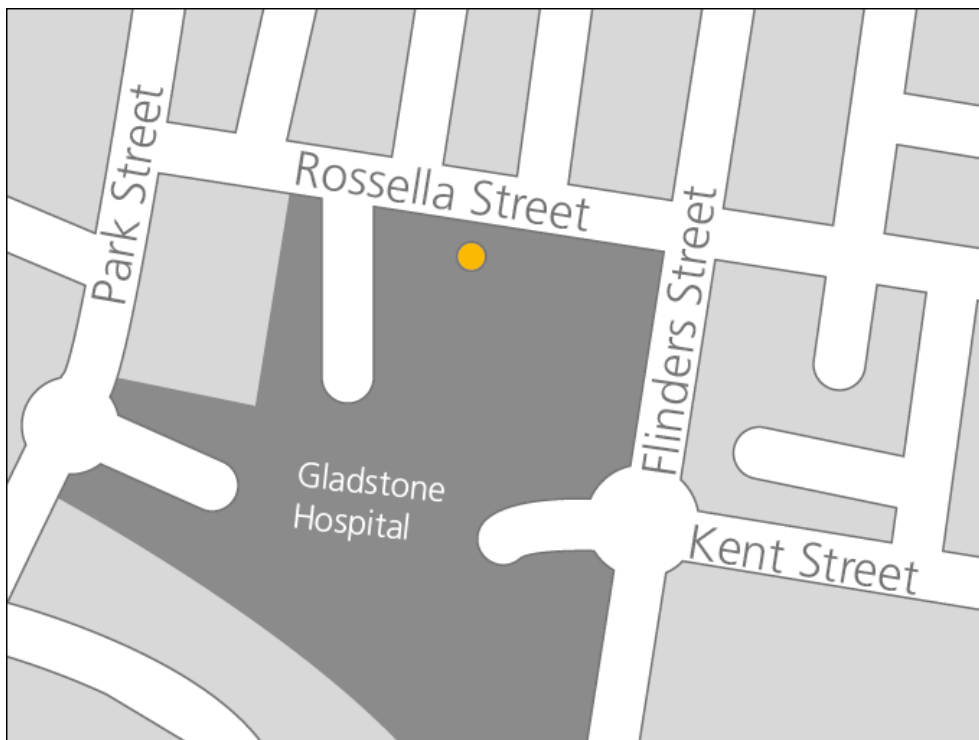 Park Street
Rossella Street
Flinders Street
Gladstone
Hospital
Kent Street